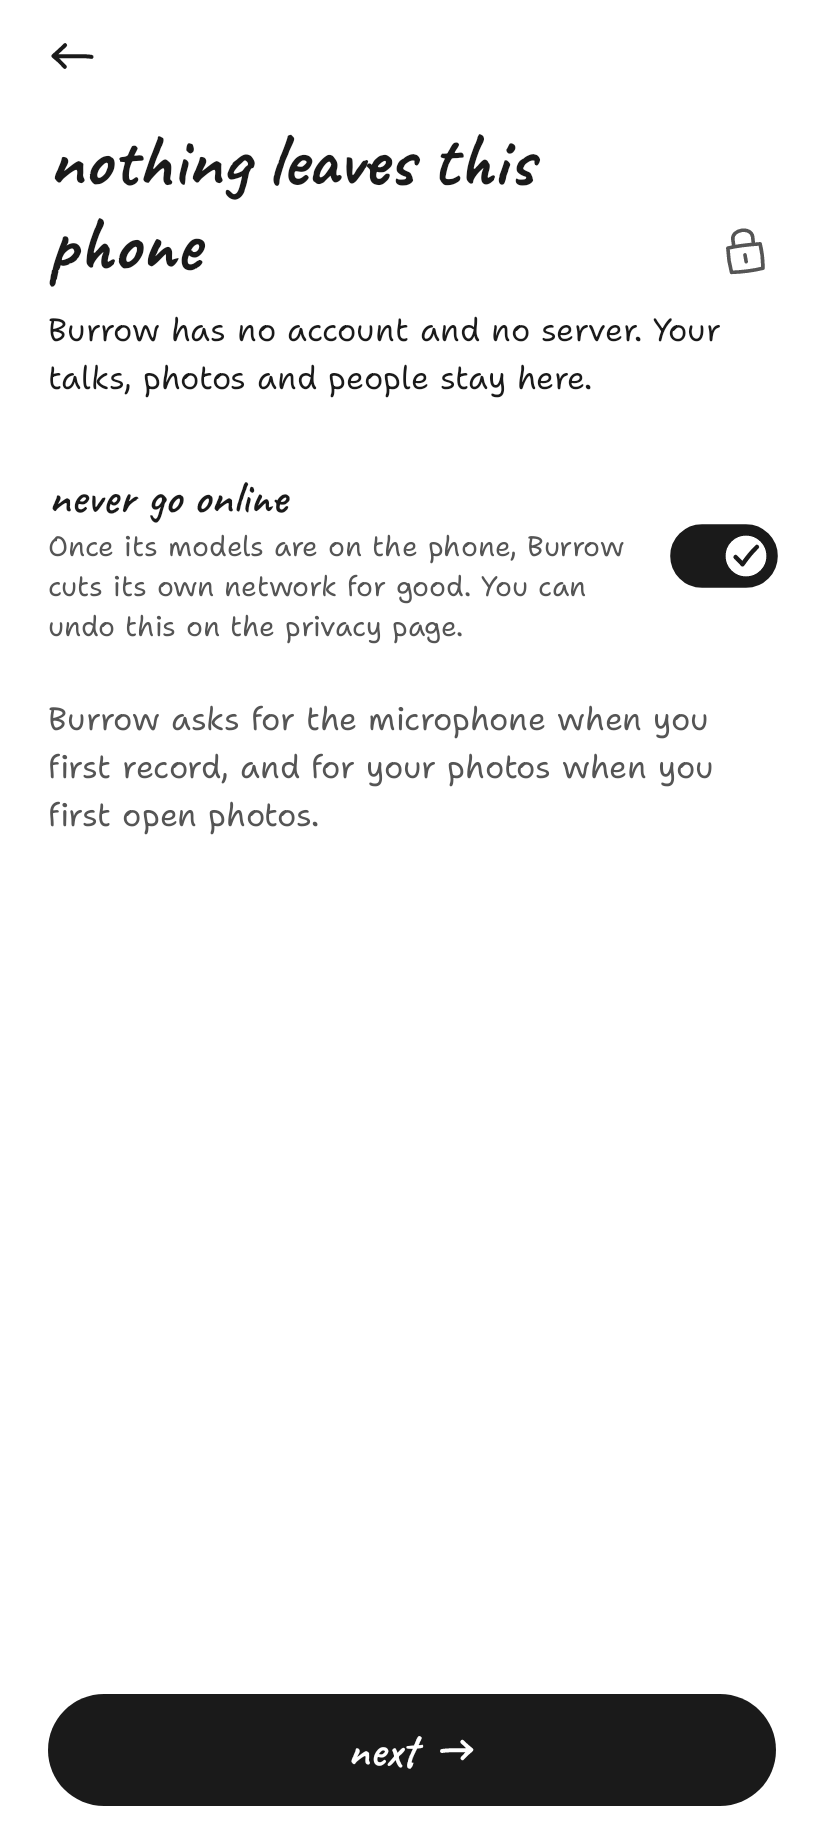 nothing leaves this
phone
Burrow has no account and no server. Your
talks, photos and people stay here.
never go online
Once its models are on the phone, Burrow
cuts its own network for good. You can
undo this on the privacy page.
Burrow asks for the microphone when you
first record, and for your photos when you
first open photos.
next →